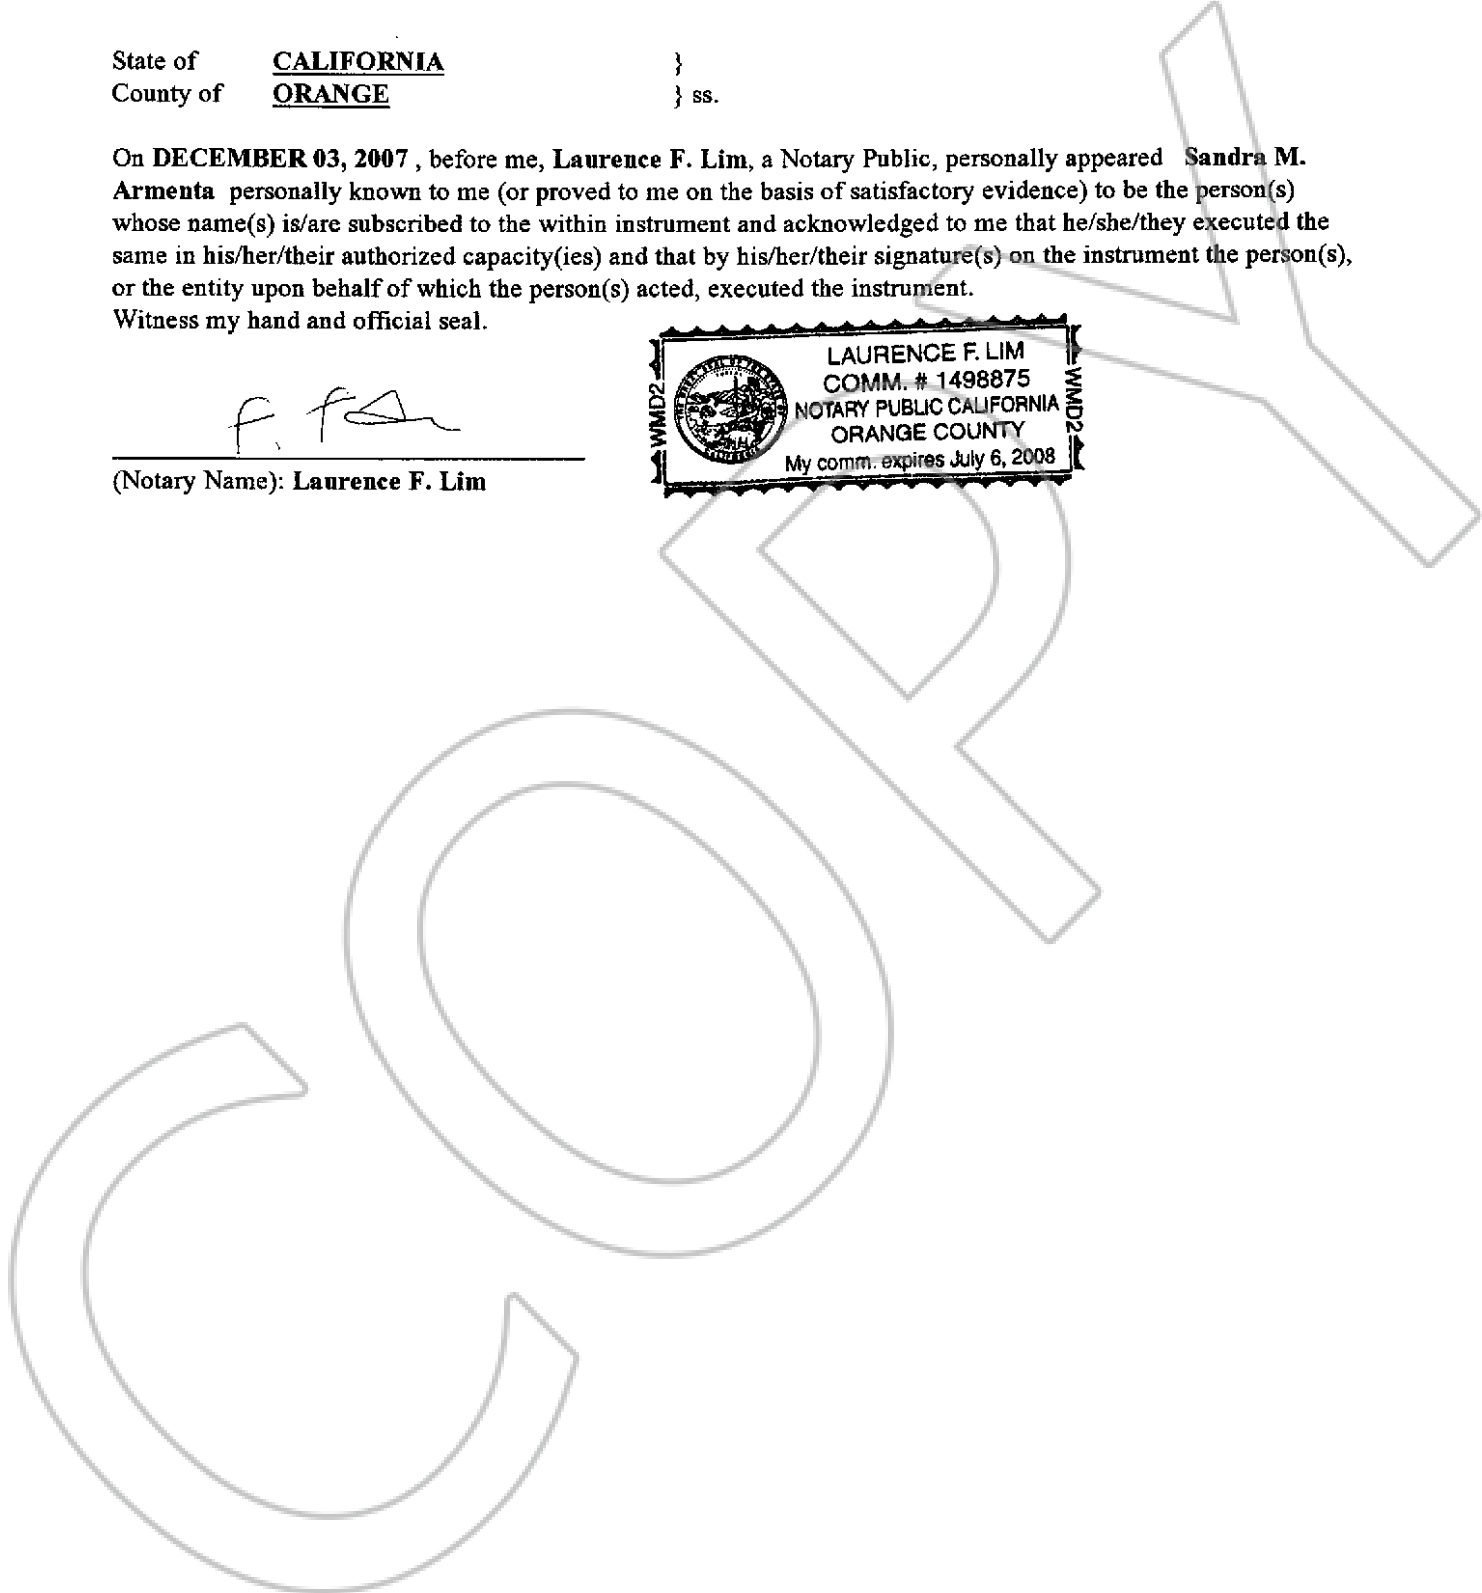 State of CALIFORNIA }
County of ORANGE } ss.
On DECEMBER 03, 2007 , before me, Laurence F. Lim, a Notary Public, personally appeared Sandra M.
Armenta personally known to me (or proved to me on the basis of satisfactory evidence) to be the person(s)
whose name(s) is/are subscribed to the within instrument and acknowledged to me that he/she/they executed the
same in his/her/their authorized capacity(ies) and that by his/her/their signature(s) on the instrument the person(s),
or the entity upon behalf of which the person(s) acted, executed the instrument.
Witness my hand and official seal.
WMD2
LAURENCE F. LIM
COMM. # 1498875
NOTARY PUBLIC CALIFORNIA
ORANGE COUNTY
My comm. expires July 6, 2008
WMD2
(Notary Name): Laurence F. Lim
COPY